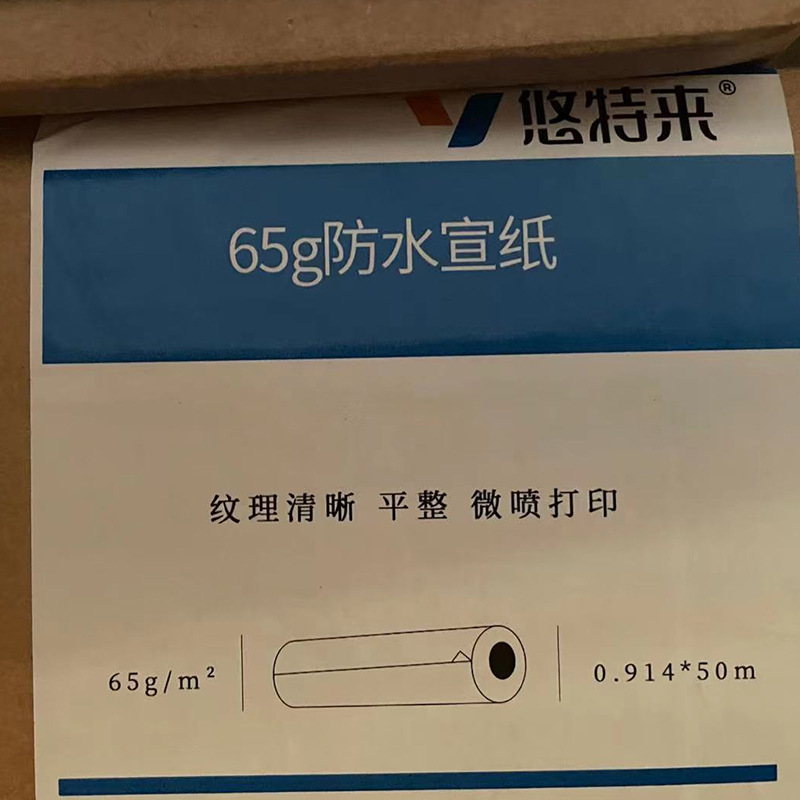 悠特来®
65g防水宣纸
纹理清晰 平整 微喷打印
65g/m²
0.914*50m